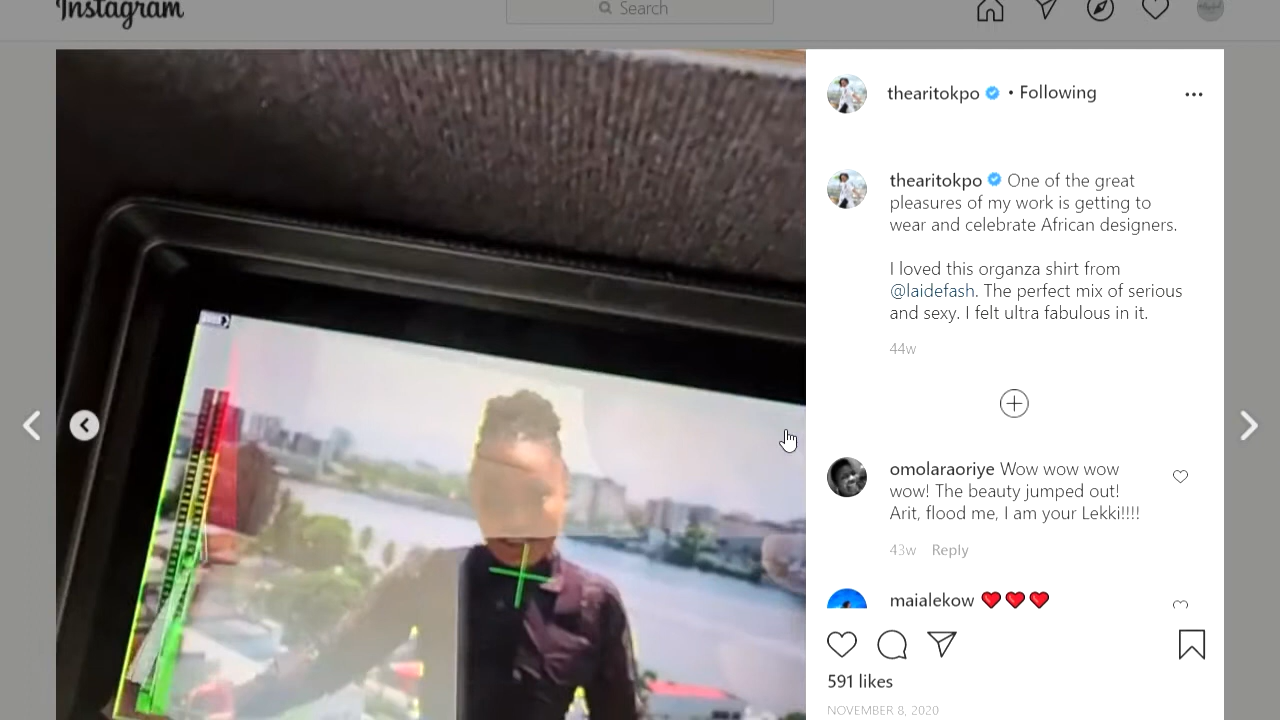 Instagram
Search
thearitokpo • Following
thearitokpo One of the great
pleasures of my work is getting to
wear and celebrate African designers.
I loved this organza shirt from
@laidefash. The perfect mix of serious
and sexy. I felt ultra fabulous in it.
44w
omolaraoriye Wow wow wow
wow! The beauty jumped out!
Arit, flood me, I am your Lekki!!!!
43w Reply
maialekow ❤❤❤
591 likes
NOVEMBER 8, 2020